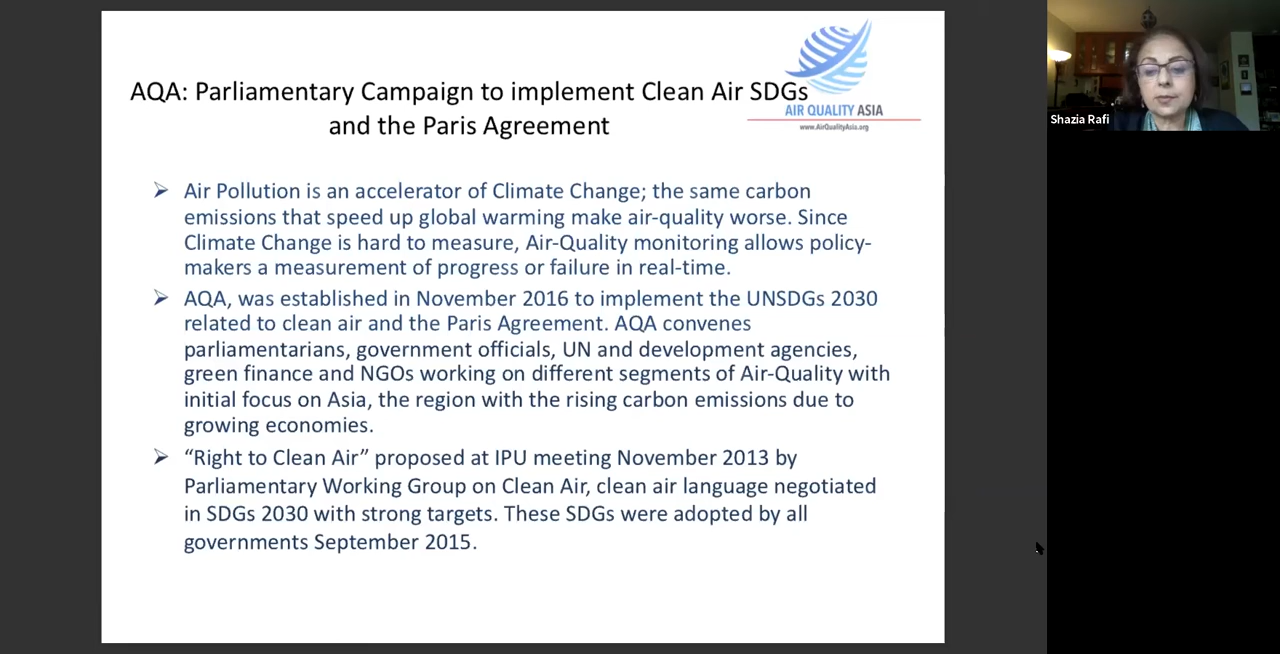 AQA: Parliamentary Campaign to implement Clean Air SDGs
and the Paris Agreement
AIR QUALITY ASIA
www.AirQualityAsia.org
Air Pollution is an accelerator of Climate Change; the same carbon
emissions that speed up global warming make air-quality worse. Since
Climate Change is hard to measure, Air-Quality monitoring allows policy-
makers a measurement of progress or failure in real-time.
AQA, was established in November 2016 to implement the UNSDGs 2030
related to clean air and the Paris Agreement. AQA convenes
parliamentarians, government officials, UN and development agencies,
green finance and NGOs working on different segments of Air-Quality with
initial focus on Asia, the region with the rising carbon emissions due to
growing economies.
“Right to Clean Air” proposed at IPU meeting November 2013 by
Parliamentary Working Group on Clean Air, clean air language negotiated
in SDGs 2030 with strong targets. These SDGs were adopted by all
governments September 2015.
Shazia Rafi